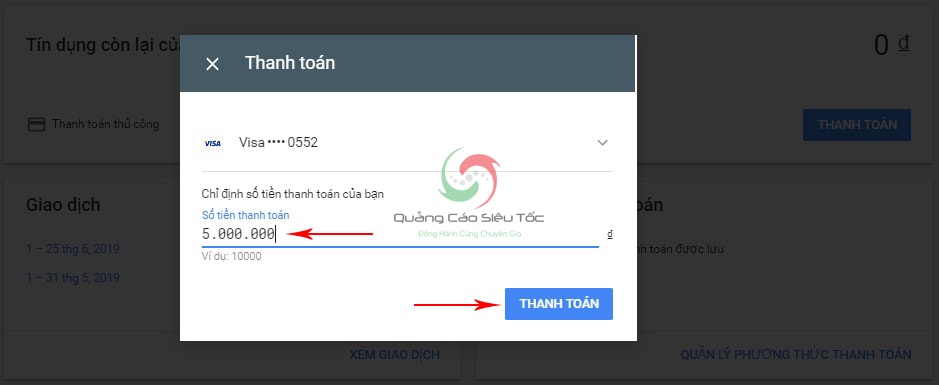 Tín dụng còn lại củ
0 đ
Thanh toán thủ công
THANH TOÁN
Thanh toán
VISA Visa •••• 0552
Chỉ định số tiền thanh toán của bạn
Số tiền thanh toán
5.000.000
đ
Ví dụ: 10000
THANH TOÁN
Quảng Cáo Siêu Tốc
Đồng Hành Cùng Chuyên Gia
Giao dịch
1 – 25 thg 6, 2019
1 – 31 thg 5, 2019
XEM GIAO DỊCH
oán
nh toán được lưu
QUẢN LÝ PHƯƠNG THỨC THANH TOÁN